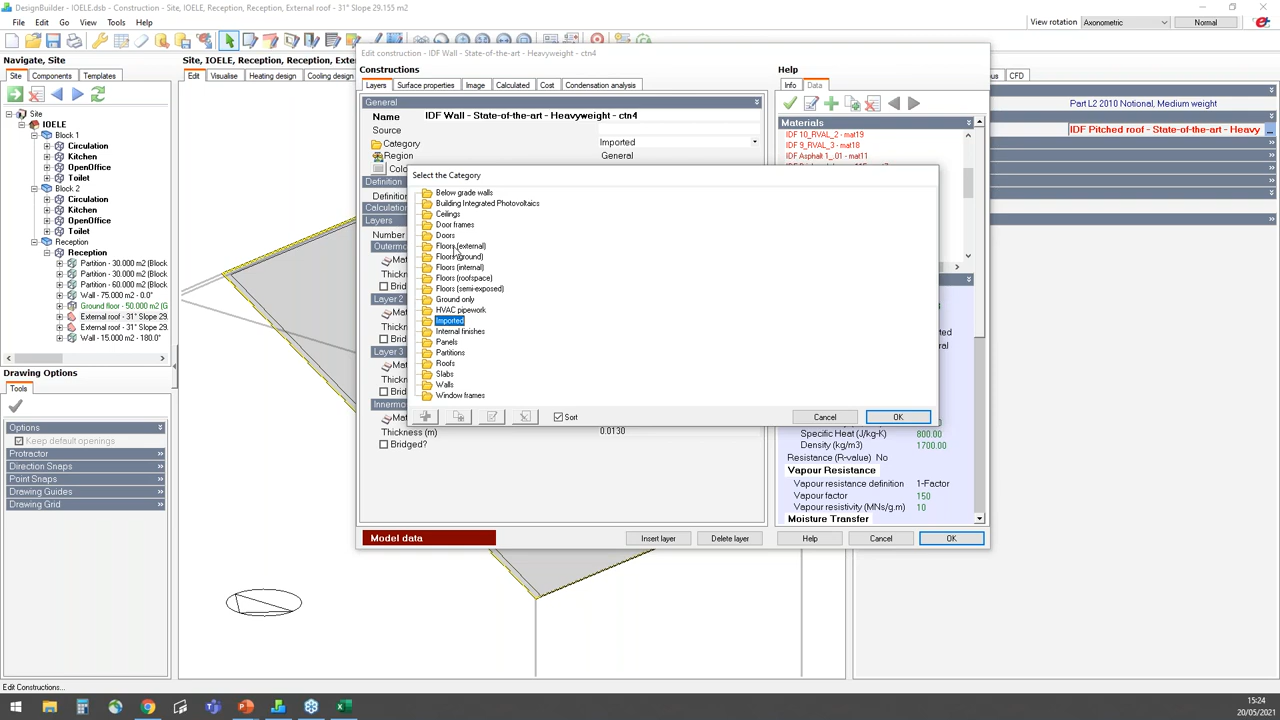 DesignBuilder - IOELE.dsb - Construction - Site, IOELE, Reception, Reception, External roof - 31° Slope 29.155 m2
File Edit Go View Tools Help
View rotation Axonometric Normal
Navigate, Site
Site Components Templates
Site
IOELE
Block 1
Circulation
Kitchen
OpenOffice
Toilet
Block 2
Circulation
Kitchen
OpenOffice
Toilet
Reception
Reception
Partition - 30.000 m2 (Block
Partition - 30.000 m2 (Block
Partition - 60.000 m2 (Block
Wall - 75.000 m2 - 0.0°
Ground floor - 50.000 m2 (G
External roof - 31° Slope 29.
External roof - 31° Slope 29.
Wall - 15.000 m2 - 180.0°
Drawing Options
Tools
Options
Keep default openings
Protractor
Direction Snaps
Point Snaps
Drawing Guides
Drawing Grid
Edit Constructions...
Site, IOELE, Reception, Reception, Exte
Edit Visualise Heating design Cooling design
CFD
Part L2 2010 Notional, Medium weight
IDF Pitched roof - State-of-the-art - Heavy
Edit construction - IDF Wall - State-of-the-art - Heavyweight - ctn4
Constructions
Layers Surface properties Image Calculated Cost Condensation analysis
General
Name IDF Wall - State-of-the-art - Heavyweight - ctn4
Source
Category Imported
Region General
Definition
Layers
Layer 2
Layer 3
Thickness (m) 0.0130
Bridged?
Model data
Insert layer Delete layer
Help
Info Data
Materials
IDF 10_RVAL_2 - mat19
IDF 9_RVAL_3 - mat18
IDF Asphalt 1_.01 - mat11
Specific Heat (J/kg-K) 800.00
Density (kg/m3) 1700.00
Resistance (R-value) No
Vapour Resistance
Vapour resistance definition 1-Factor
Vapour factor 150
Vapour resistivity (MNs/g.m) 10
Moisture Transfer
Help Cancel OK
Select the Category
Below grade walls
Building Integrated Photovoltaics
Ceilings
Door frames
Doors
Floors (external)
Floors (ground)
Floors (internal)
Floors (roofspace)
Floors (semi-exposed)
Ground only
HVAC pipework
Imported
Internal finishes
Panels
Partitions
Roofs
Slabs
Walls
Window frames
Sort
Cancel OK
15:24
20/05/2021